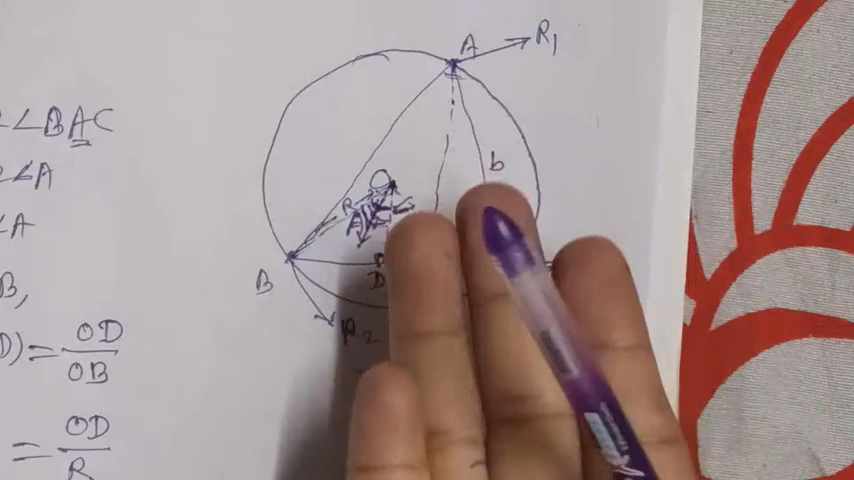 ∠BAC
∠A
∠A
B,
D) = OD / OB
= OD / R
A
R1
b
O
R
B
D
R2